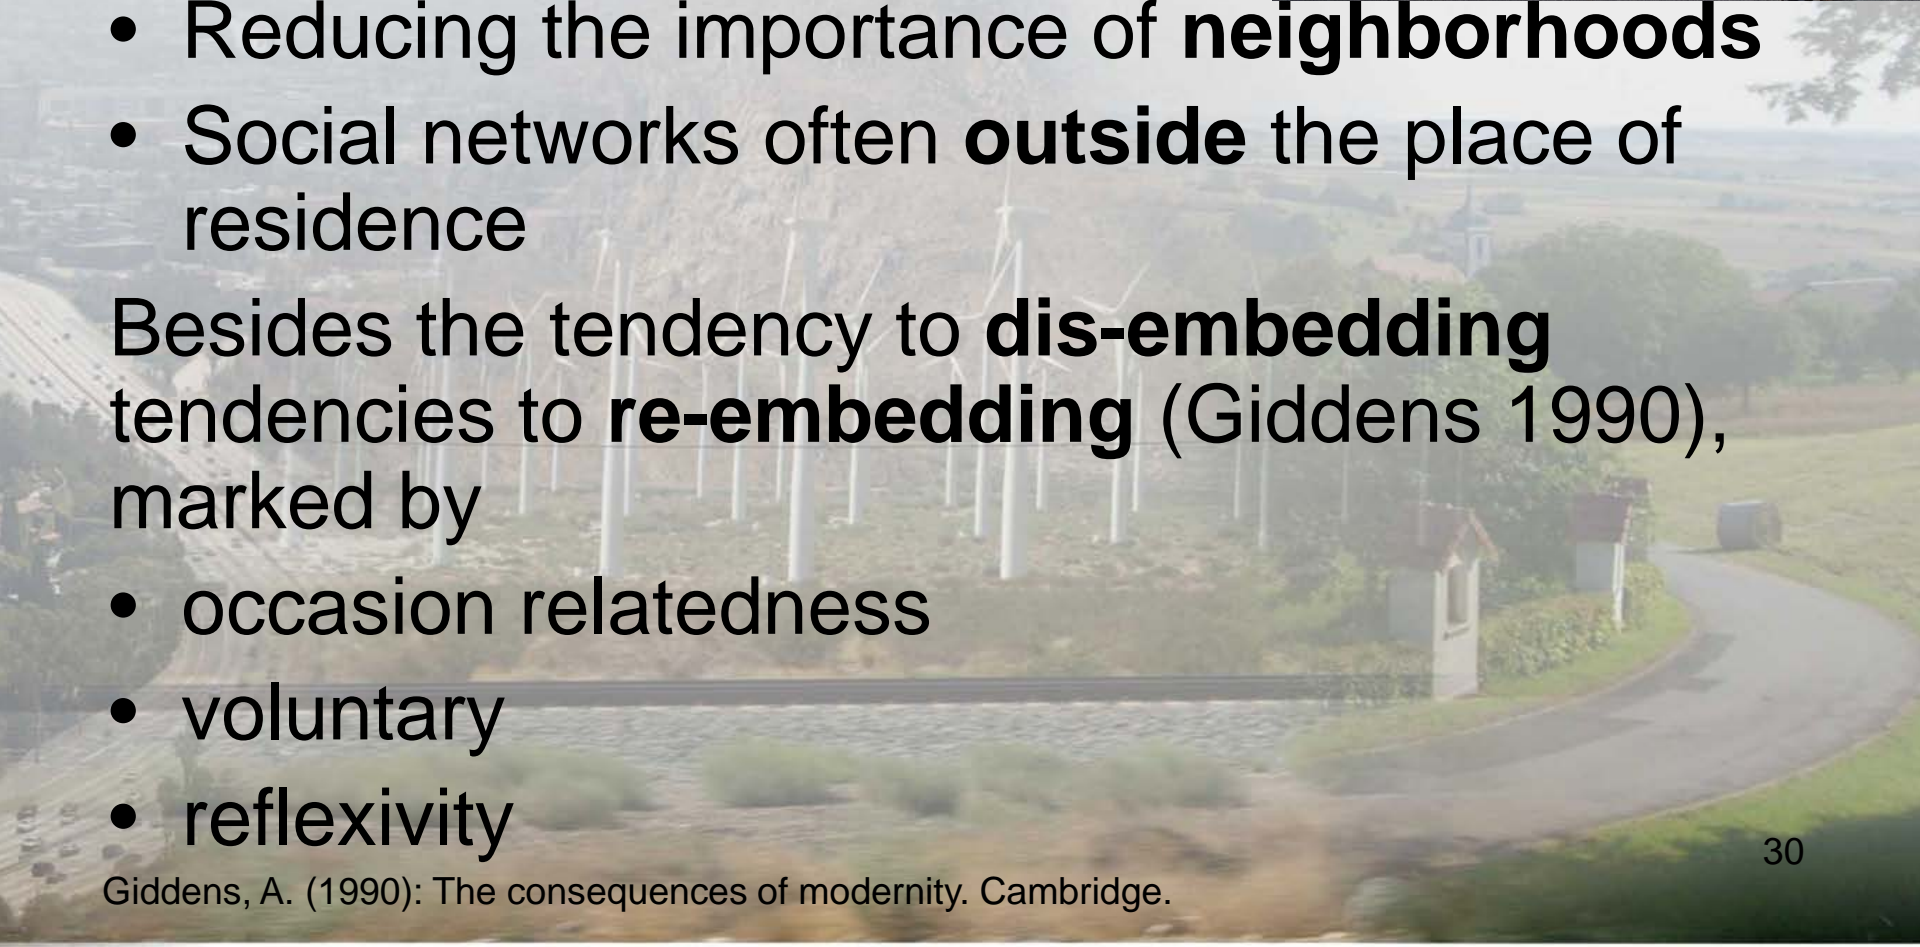 • Reducing the importance of neighborhoods
• Social networks often outside the place of
residence
Besides the tendency to dis-embedding
tendencies to re-embedding (Giddens 1990),
marked by
• occasion relatedness
• voluntary
• reflexivity
30
Giddens, A. (1990): The consequences of modernity. Cambridge.